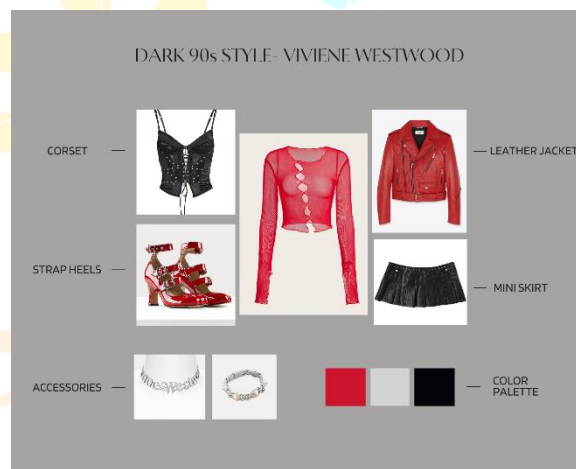 DARK 90s STYLE- VIVIENE WESTWOOD
CORSET
LEATHER JACKET
STRAP HEELS
MINI SKIRT
ACCESSORIES
COLOR
PALETTE